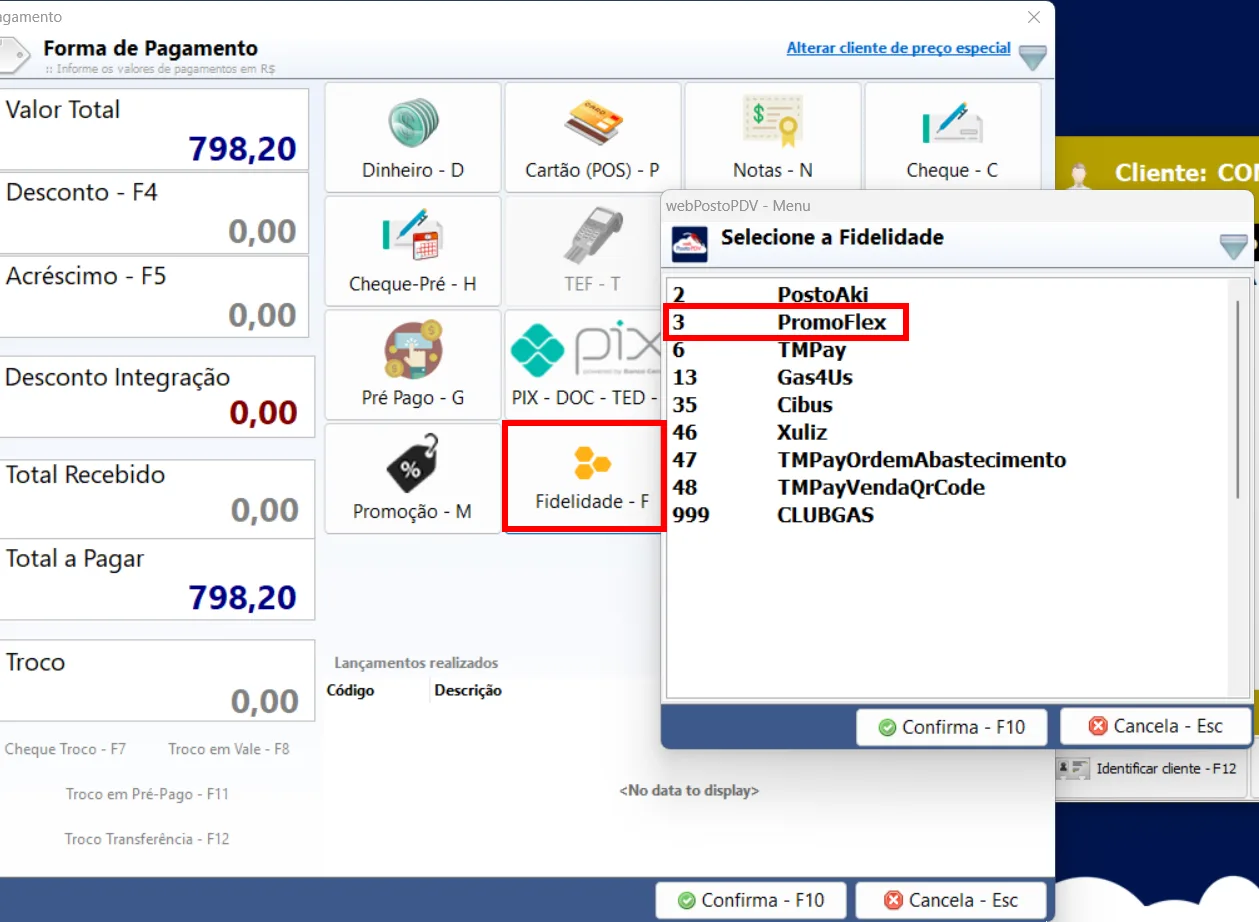 agamento
Forma de Pagamento
:: Informe os valores de pagamentos em R$
Alterar cliente de preço especial
Valor Total
798,20
Desconto - F4
0,00
Acréscimo - F5
0,00
Desconto Integração
0,00
Total Recebido
0,00
Total a Pagar
798,20
Troco
0,00
Cheque Troco - F7
Troco em Vale - F8
Troco em Pré-Pago - F11
Troco Transferência - F12
Dinheiro - D
Cartão (POS) - P
Notas - N
Cheque - C
Cheque-Pré - H
TEF - T
Pré Pago - G
pix
PIX - DOC - TED -
Promoção - M
Fidelidade - F
Lançamentos realizados
Código Descrição
<No data to display>
Confirma - F10
Cancela - Esc
Cliente: CO
webPostoPDV - Menu
Selecione a Fidelidade
2 PostoAki
3 PromoFlex
6 TMPay
13 Gas4Us
35 Cibus
46 Xuliz
47 TMPayOrdemAbastecimento
48 TMPayVendaQrCode
999 CLUBGAS
Confirma - F10
Cancela - Esc
Identificar cliente - F12